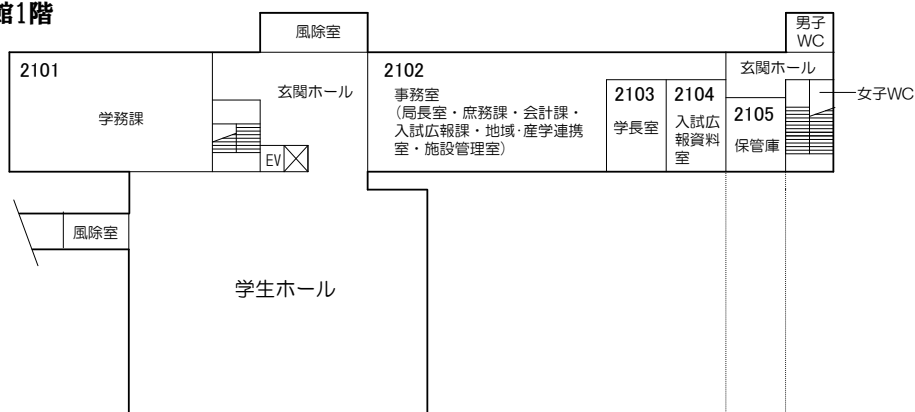 館1階
風除室
男子
WC
2101
学務課
玄関ホール
EV
2102
事務室
（局長室・庶務課・会計課・
入試広報課・地域・産学連携
室・施設管理室）
2103
学長室
2104
入試広
報資料
室
玄関ホール
2105
保管庫
女子WC
風除室
学生ホール